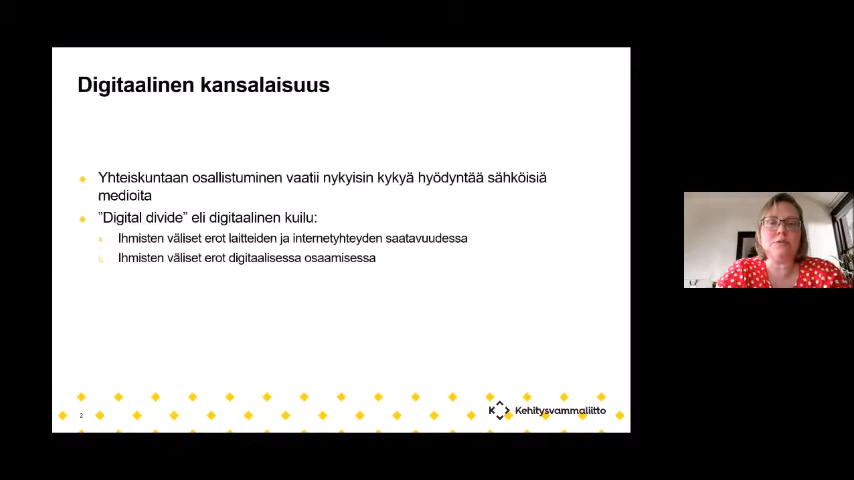 Digitaalinen kansalaisuus
Yhteiskuntaan osallistuminen vaatii nykyisin kykyä hyödyntää sähköisiä
medioita
"Digital divide" eli digitaalinen kuilu:
Ihmisten väliset erot laitteiden ja internetyhteyden saatavuudessa
Ihmisten väliset erot digitaalisessa osaamisessa
2
Kehitysvammaliitto